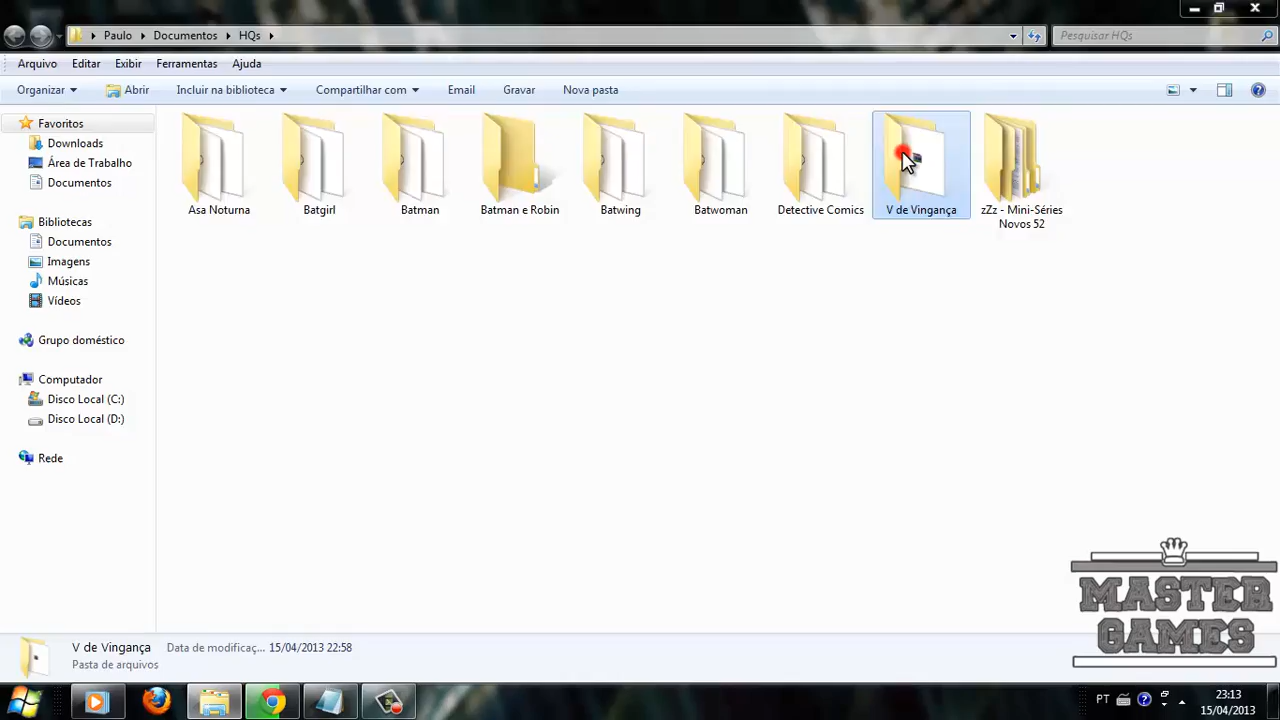 Paulo Documentos HQs
Pesquisar HQs
Arquivo Editar Exibir Ferramentas Ajuda
Organizar Abrir Incluir na biblioteca Compartilhar com Email Gravar Nova pasta
Favoritos
Downloads
Área de Trabalho
Documentos
Bibliotecas
Documentos
Imagens
Músicas
Vídeos
Grupo doméstico
Computador
Disco Local (C:)
Disco Local (D:)
Rede
Asa Noturna Batgirl Batman Batman e Robin Batwing Batwoman Detective Comics V de Vingança zZz - Mini-Séries
Novos 52
MASTER
GAMES
V de Vingança Data de modificaç... 15/04/2013 22:58
Pasta de arquivos
PT 23:13
15/04/2013